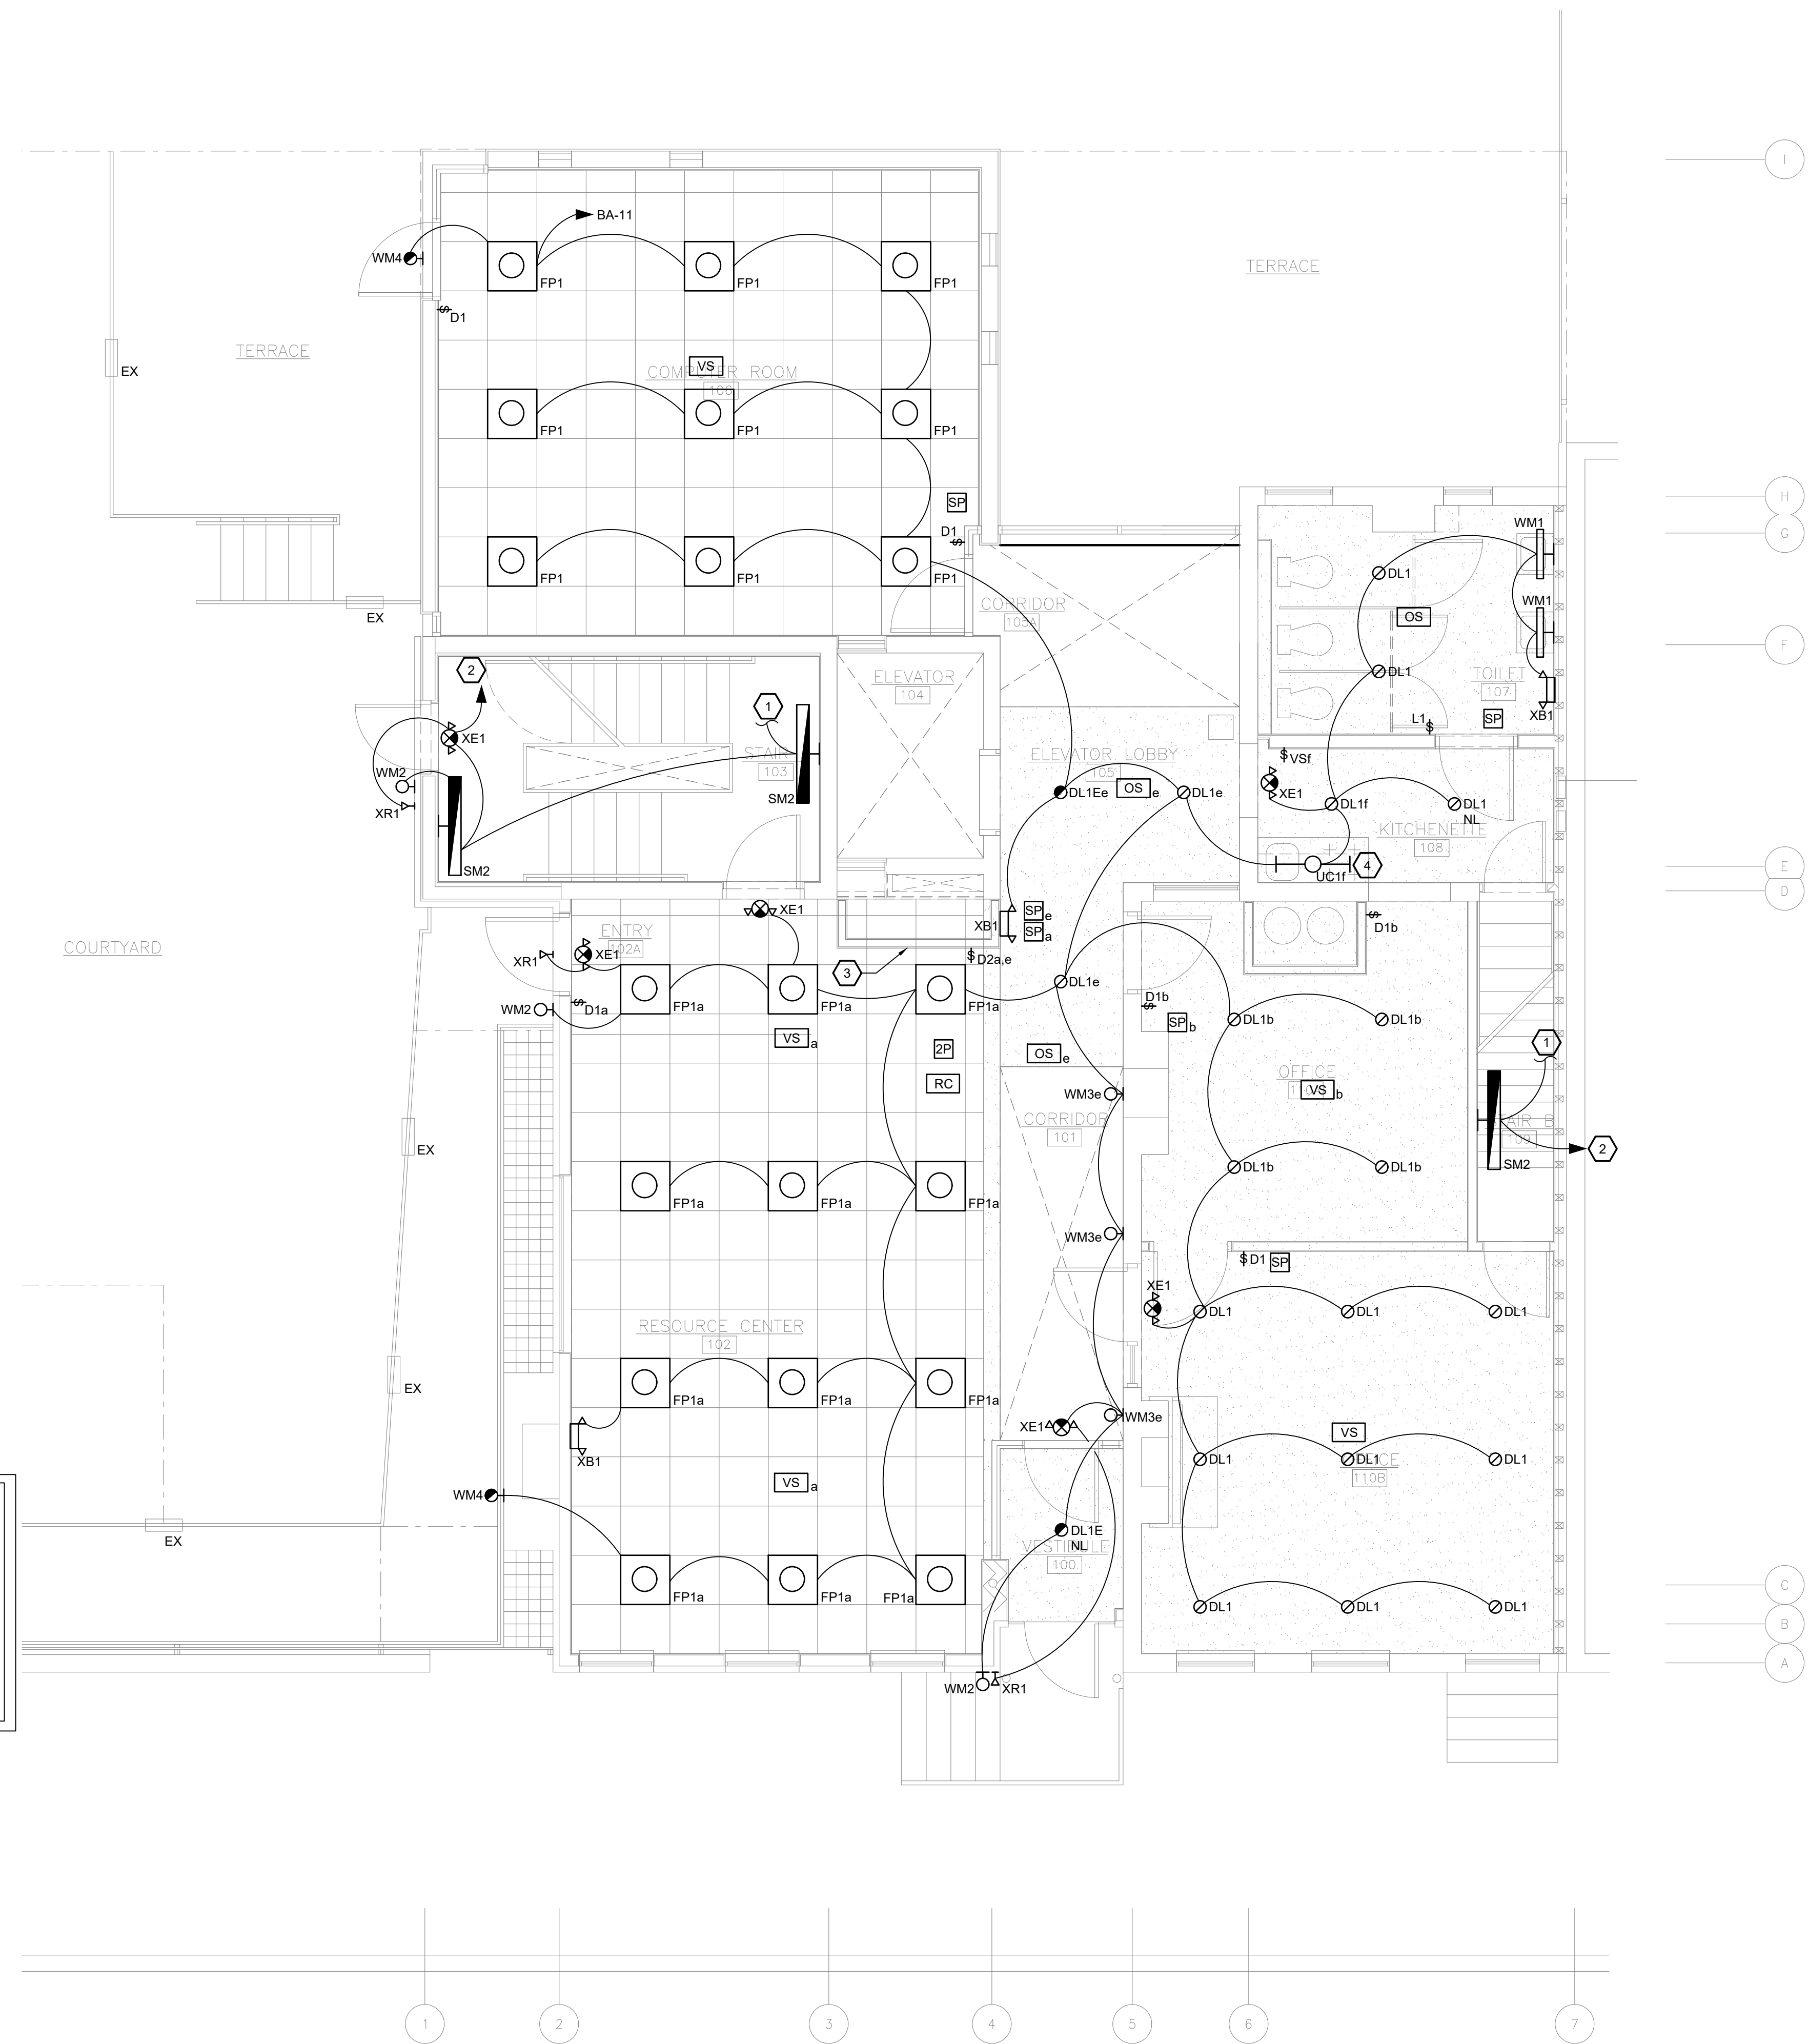 I
BA-11
WM4
FP1
FP1
FP1
TERRACE
D1
TERRACE
VS
EX
COMPUTER ROOM
106
FP1
FP1
FP1
H
SP
WM1
G
D1
FP1
FP1
FP1
DL1
CORRIDOR
105A
WM1
EX
OS
F
2
ELEVATOR
104
DL1
TOILET
107
1
XB1
L1
SP
XE1
STAIR
103
ELEVATOR LOBBY
105
VSf
WM2
DL1Ee
OS
e
DL1e
XE1
SM2
DL1f
DL1
NL
XR1
KITCHENETTE
108
SM2
UC1f
4
E
D
XE1
SP
e
XB1
SP
a
D1b
ENTRY
102A
COURTYARD
XR1
XE1
3
D2a,e
DL1e
D1b
WM2
D1a
FP1a
FP1a
FP1a
SP
b
DL1b
DL1b
VS
a
2P
OS
e
1
RC
OFFICE
VS
b
WM3e
CORRIDOR
101
STAIR B
109
EX
2
FP1a
FP1a
FP1a
DL1b
DL1b
SM2
WM3e
D1
SP
XE1
DL1
DL1
DL1
RESOURCE CENTER
102
EX
FP1a
FP1a
FP1a
WM3e
XE1
VS
XB1
DL1
DL1
DL1
OFFICE
110B
VS
a
WM4
EX
DL1E
NL
VESTIBULE
100
FP1a
FP1a
FP1a
DL1
DL1
DL1
C
B
A
WM2
XR1
1
2
3
4
5
6
7